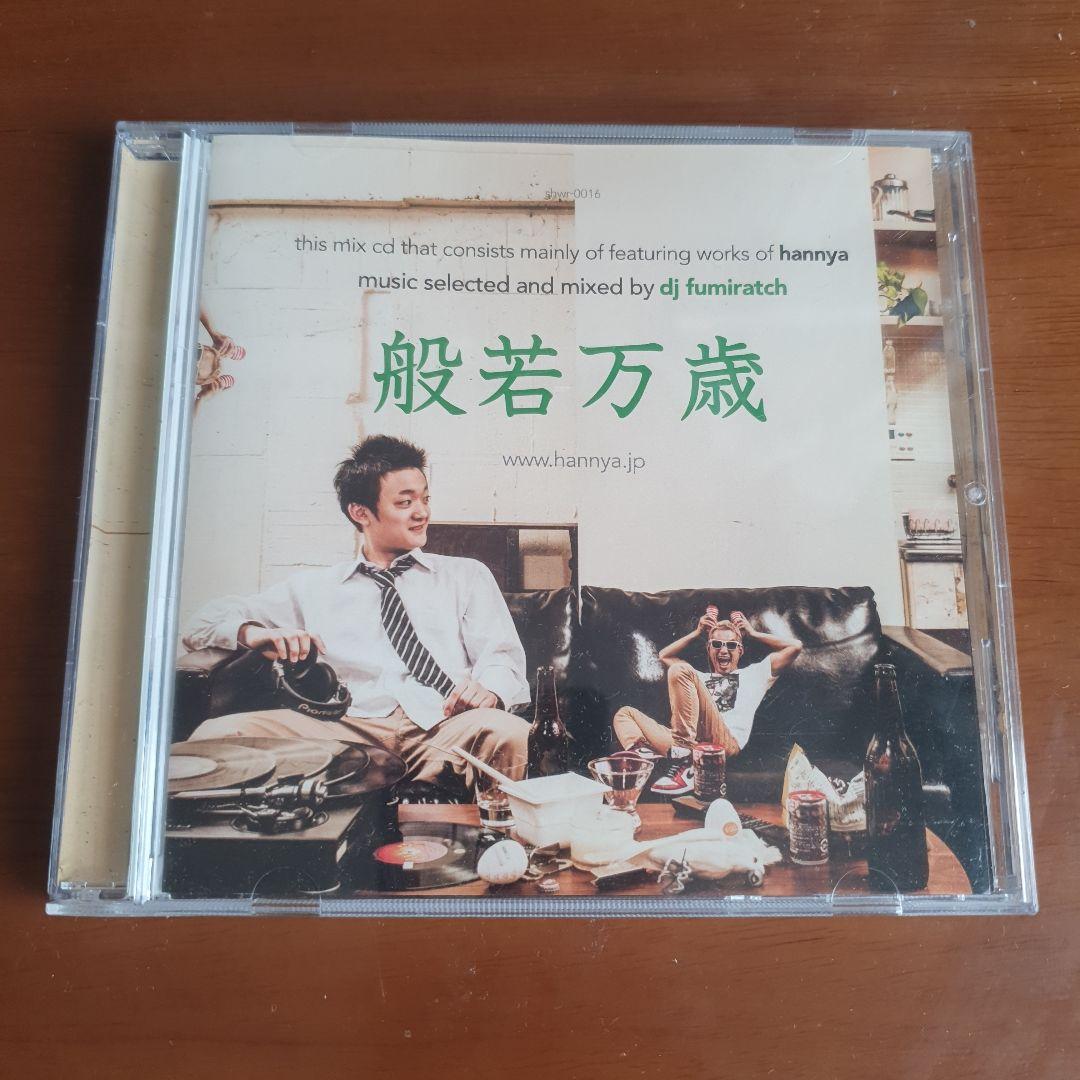 shwr-0016
this mix cd that consists mainly of featuring works of hannya
music selected and mixed by dj fumiratch
般若万歳
www.hannya.jp
Pioneer